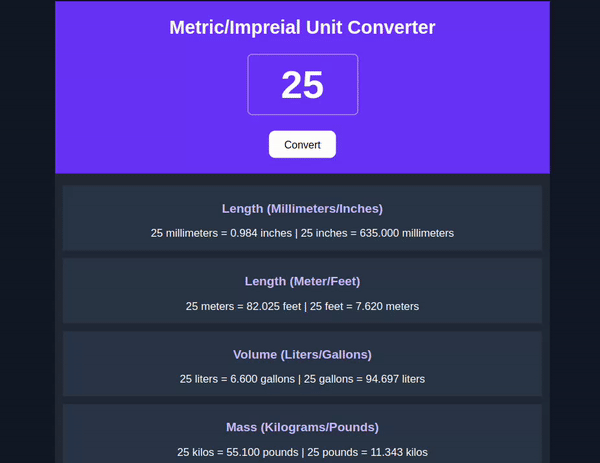 Metric/Impreial Unit Converter
25
Convert
Length (Millimeters/Inches)
25 millimeters = 0.984 inches | 25 inches = 635.000 millimeters
Length (Meter/Feet)
25 meters = 82.025 feet | 25 feet = 7.620 meters
Volume (Liters/Gallons)
25 liters = 6.600 gallons | 25 gallons = 94.697 liters
Mass (Kilograms/Pounds)
25 kilos = 55.100 pounds | 25 pounds = 11.343 kilos